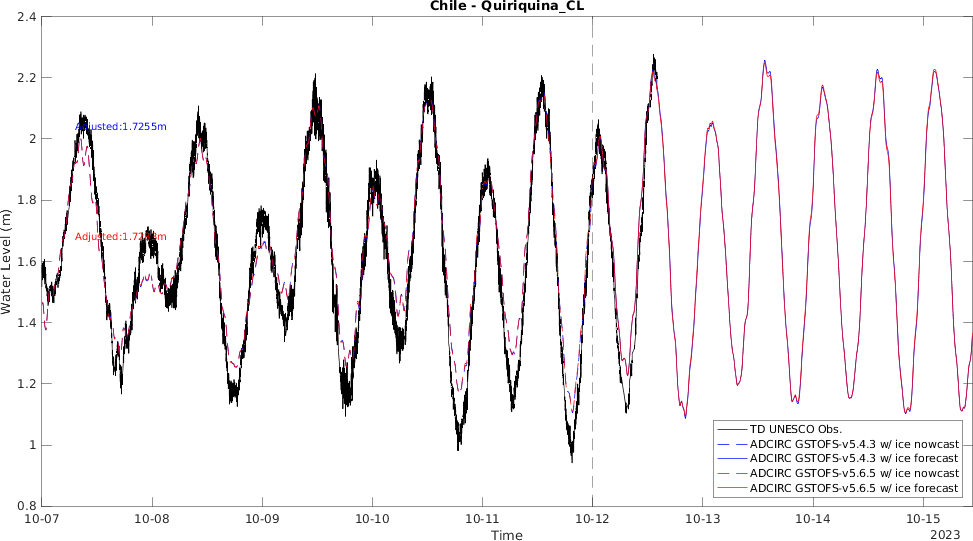 Chile - Quiriquina_CL
2.4
2.2
2
1.8
1.6
1.4
1.2
1
0.8
Water Level (m)
Adjusted:1.7255m
10-07
10-08
10-09
10-10
10-11
10-12
10-13
10-14
10-15
Time
2023
TD UNESCO Obs.
ADCIRC GSTOFS-v5.4.3 w/ ice nowcast
ADCIRC GSTOFS-v5.4.3 w/ ice forecast
ADCIRC GSTOFS-v5.6.5 w/ ice nowcast
ADCIRC GSTOFS-v5.6.5 w/ ice forecast